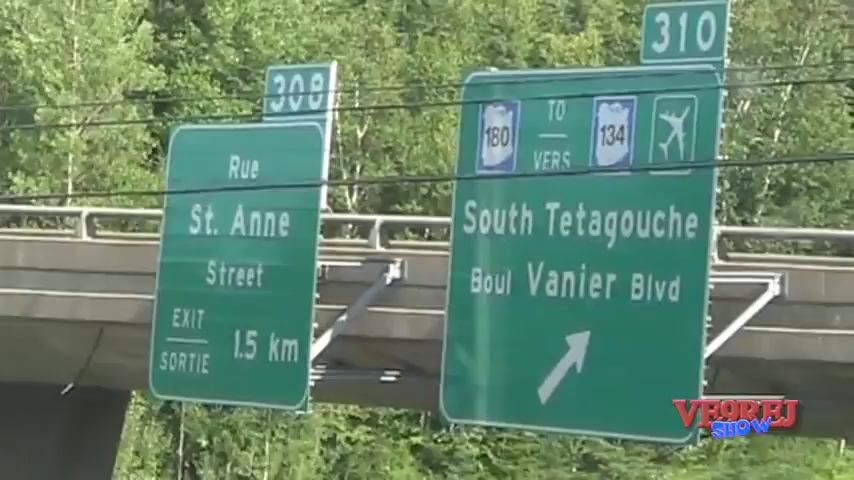 308
Rue
St. Anne
Street
EXIT
SORTIE
1.5 km
310
180
TO
VERS
134
South Tetagouche
Boul Vanier Blvd
SHOW